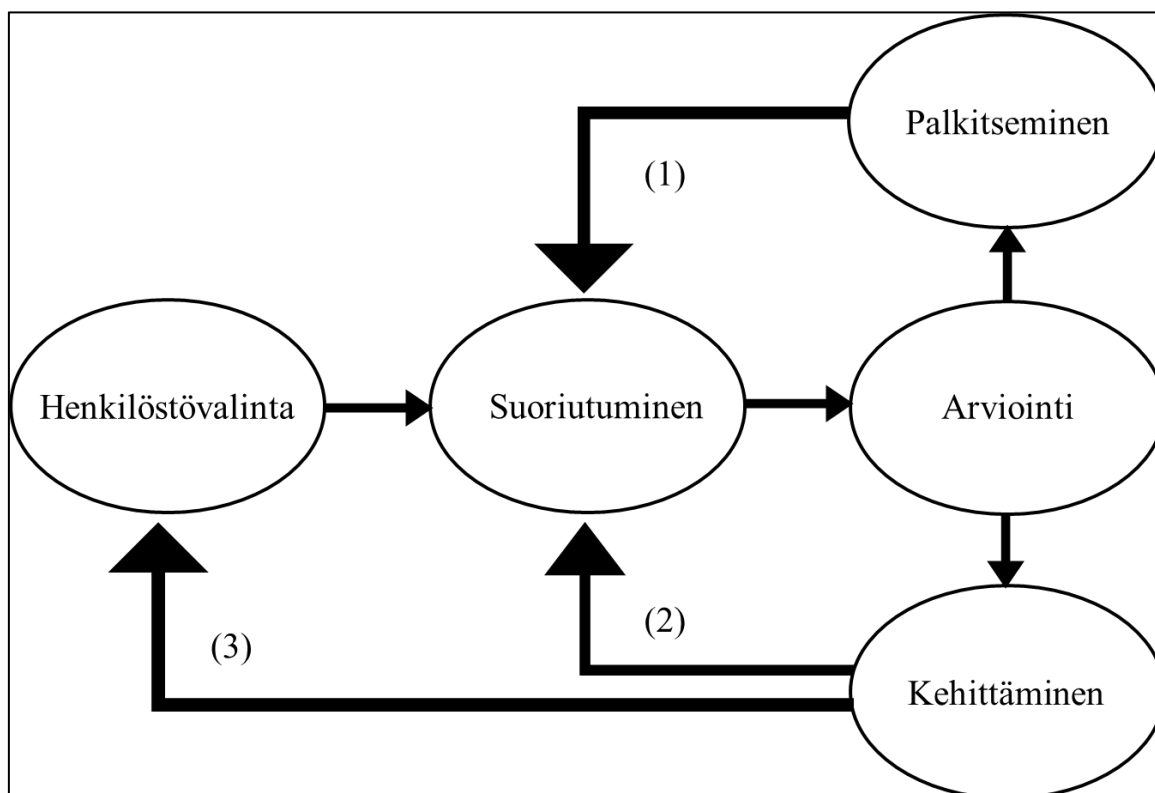 Palkitseminen
(1)
Henkilöstövalinta
Suoriutuminen
Arviointi
(2)
(3)
Kehittäminen